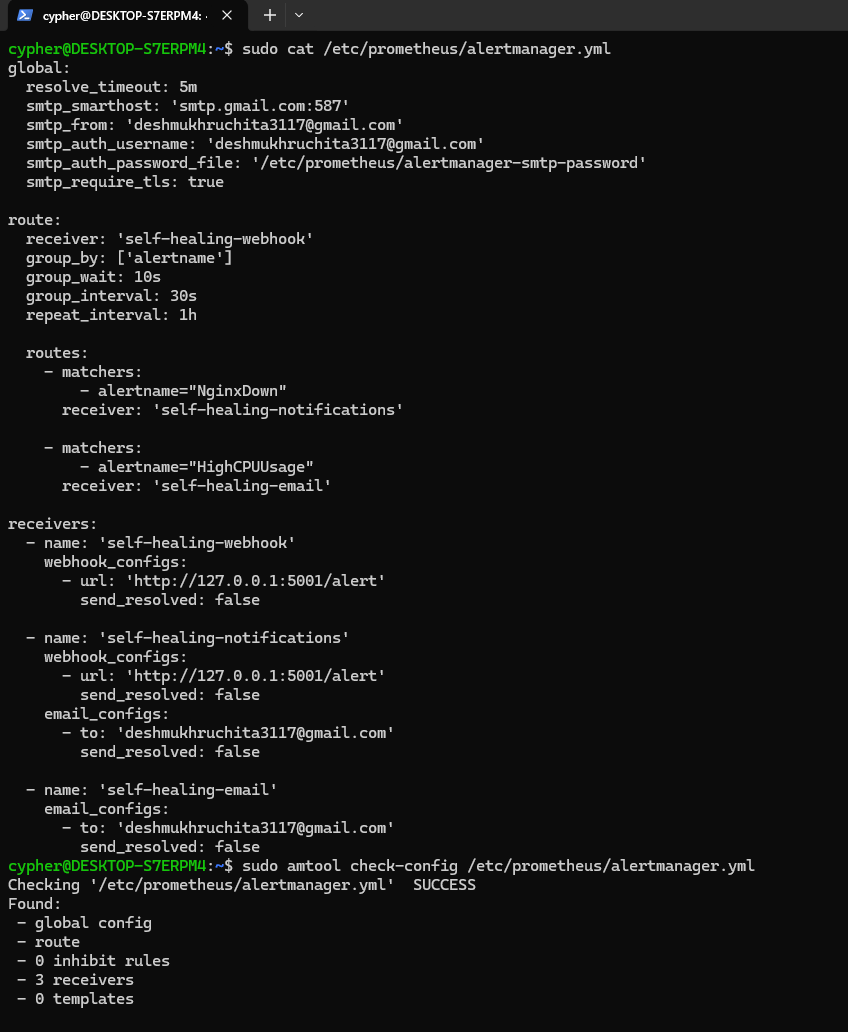 cypher@DESKTOP-S7ERPM4: -
cypher@DESKTOP-S7ERPM4:~$ sudo cat /etc/prometheus/alertmanager.yml
global:
  resolve_timeout: 5m
  smtp_smarthost: 'smtp.gmail.com:587'
  smtp_from: 'deshmukhruchita3117@gmail.com'
  smtp_auth_username: 'deshmukhruchita3117@gmail.com'
  smtp_auth_password_file: '/etc/prometheus/alertmanager-smtp-password'
  smtp_require_tls: true

route:
  receiver: 'self-healing-webhook'
  group_by: ['alertname']
  group_wait: 10s
  group_interval: 30s
  repeat_interval: 1h

  routes:
    - matchers:
        - alertname="NginxDown"
      receiver: 'self-healing-notifications'

    - matchers:
        - alertname="HighCPUUsage"
      receiver: 'self-healing-email'

receivers:
  - name: 'self-healing-webhook'
    webhook_configs:
      - url: 'http://127.0.0.1:5001/alert'
        send_resolved: false

  - name: 'self-healing-notifications'
    webhook_configs:
      - url: 'http://127.0.0.1:5001/alert'
        send_resolved: false
    email_configs:
      - to: 'deshmukhruchita3117@gmail.com'
        send_resolved: false

  - name: 'self-healing-email'
    email_configs:
      - to: 'deshmukhruchita3117@gmail.com'
        send_resolved: false
cypher@DESKTOP-S7ERPM4:~$ sudo amtool check-config /etc/prometheus/alertmanager.yml
Checking '/etc/prometheus/alertmanager.yml'  SUCCESS
Found:
 - global config
 - route
 - 0 inhibit rules
 - 3 receivers
 - 0 templates